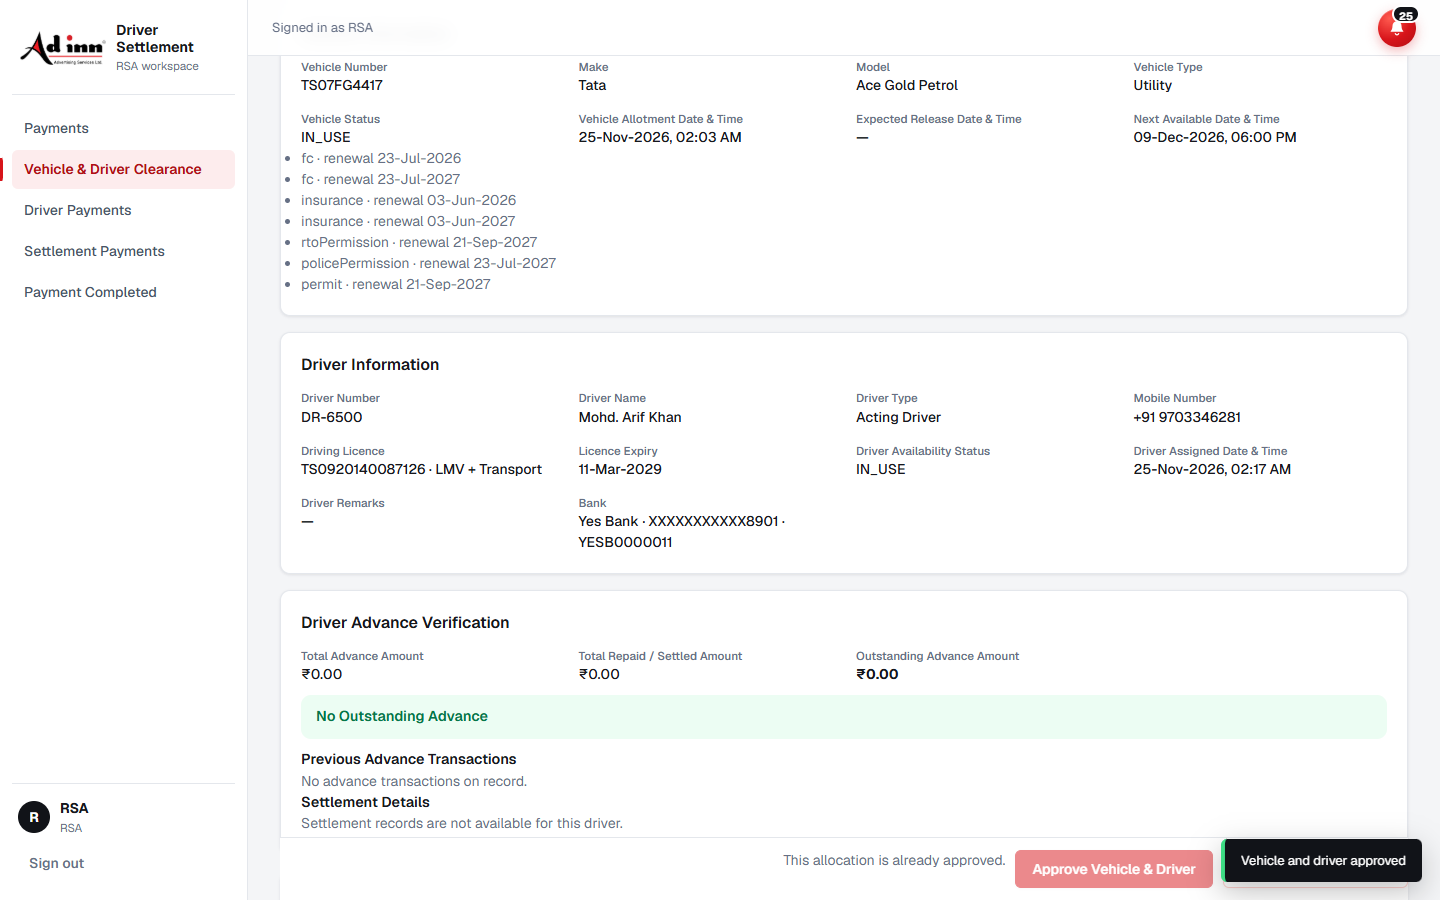 Ad inn
Advertising Services Ltd
Driver
Settlement
RSA workspace
Payments
Vehicle & Driver Clearance
Driver Payments
Settlement Payments
Payment Completed
R
RSA
RSA
Sign out
Signed in as RSA
25
Vehicle Number
TS07FG4417
Make
Tata
Model
Ace Gold Petrol
Vehicle Type
Utility
Vehicle Status
IN_USE
Vehicle Allotment Date & Time
25-Nov-2026, 02:03 AM
Expected Release Date & Time
—
Next Available Date & Time
09-Dec-2026, 06:00 PM
• fc · renewal 23-Jul-2026
• fc · renewal 23-Jul-2027
• insurance · renewal 03-Jun-2026
• insurance · renewal 03-Jun-2027
• rtoPermission · renewal 21-Sep-2027
• policePermission · renewal 23-Jul-2027
• permit · renewal 21-Sep-2027
Driver Information
Driver Number
DR-6500
Driver Name
Mohd. Arif Khan
Driver Type
Acting Driver
Mobile Number
+91 9703346281
Driving Licence
TS0920140087126 · LMV + Transport
Licence Expiry
11-Mar-2029
Driver Availability Status
IN_USE
Driver Assigned Date & Time
25-Nov-2026, 02:17 AM
Driver Remarks
—
Bank
Yes Bank · XXXXXXXXXXX8901 ·
YESB0000011
Driver Advance Verification
Total Advance Amount
₹0.00
Total Repaid / Settled Amount
₹0.00
Outstanding Advance Amount
₹0.00
No Outstanding Advance
Previous Advance Transactions
No advance transactions on record.
Settlement Details
Settlement records are not available for this driver.
This allocation is already approved.
Approve Vehicle & Driver
Vehicle and driver approved